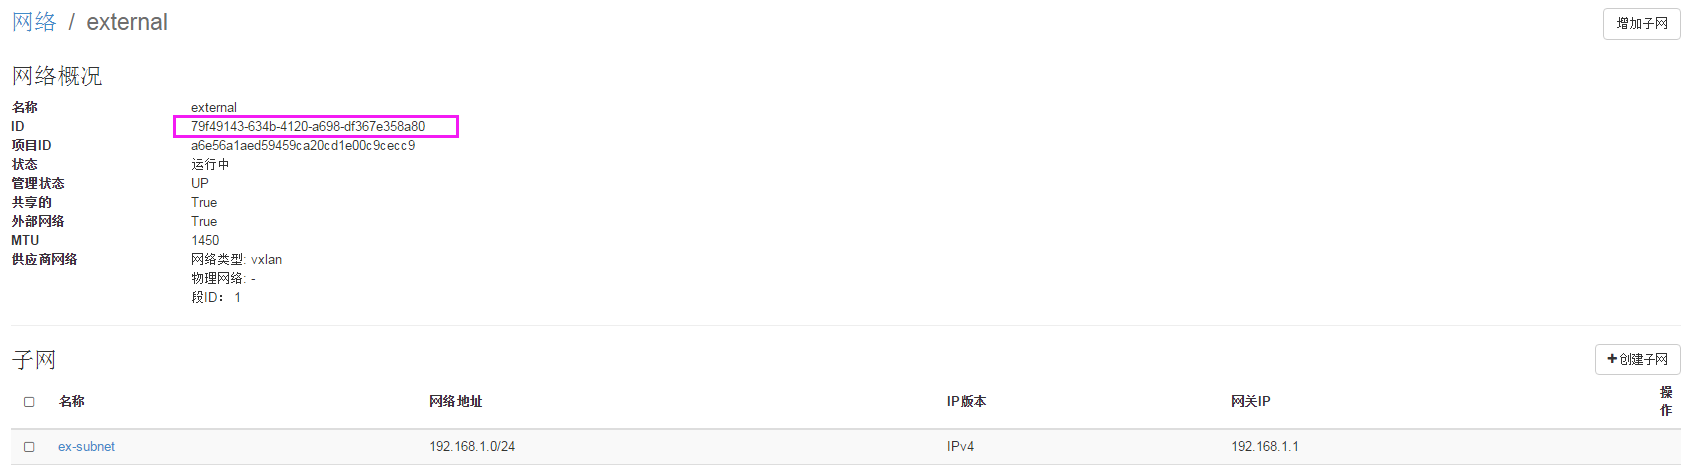 网络 / external
增加子网
网络概况
名称 external
ID 79f49143-634b-4120-a698-df367e358a80
项目ID a6e56a1aed59459ca20cd1e00c9cecc9
状态 运行中
管理状态 UP
共享的 True
外部网络 True
MTU 1450
供应商网络 网络类型: vxlan
物理网络: -
段ID: 1
子网
+创建子网
名称 网络地址 IP版本 网关IP 操作
ex-subnet 192.168.1.0/24 IPv4 192.168.1.1